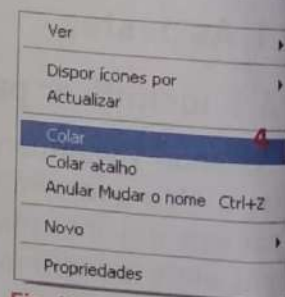 Ver
Dispor ícones por
Actualizar
Colar 4
Colar atalho
Anular Mudar o nome Ctrl+Z
Novo
Propriedades